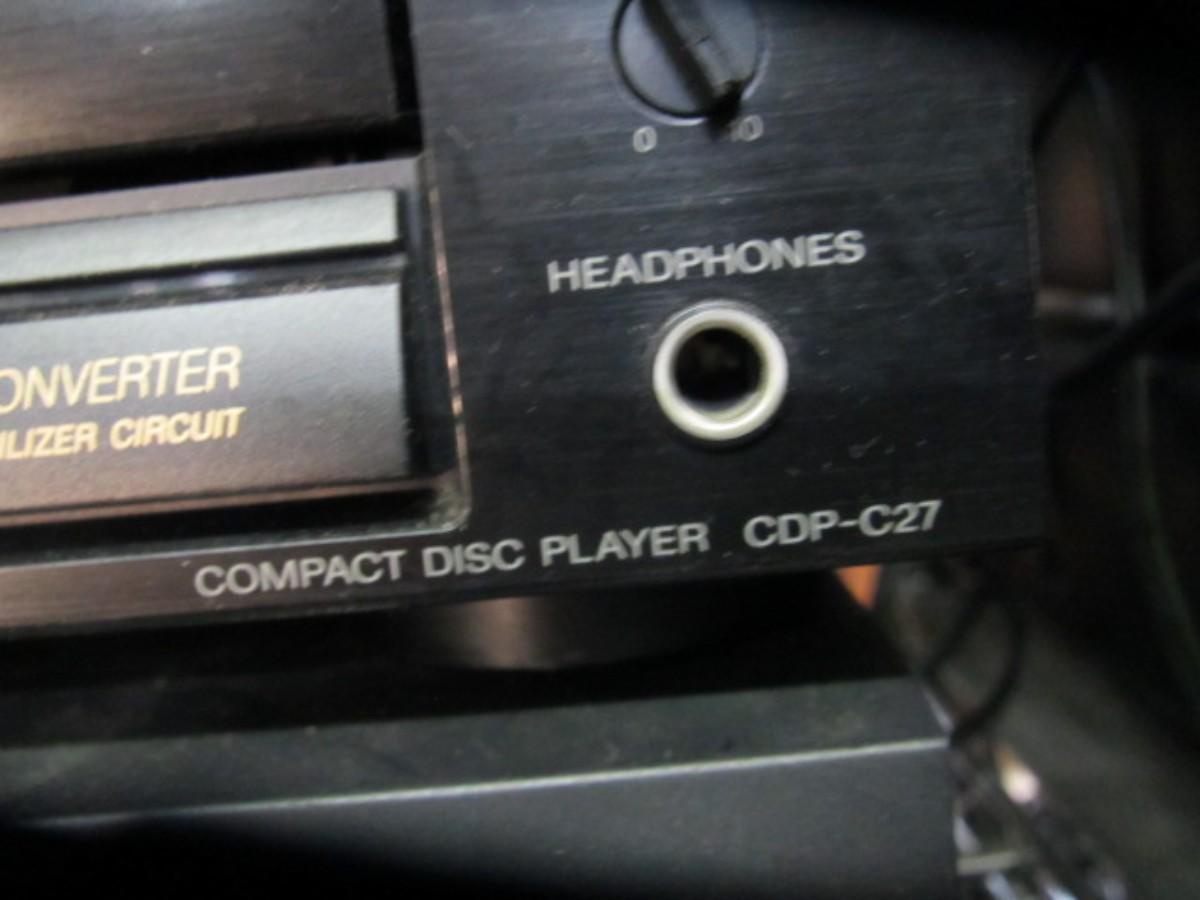 0 10
HEADPHONES
ONVERTER
ILIZER CIRCUIT
COMPACT DISC PLAYER CDP-C27